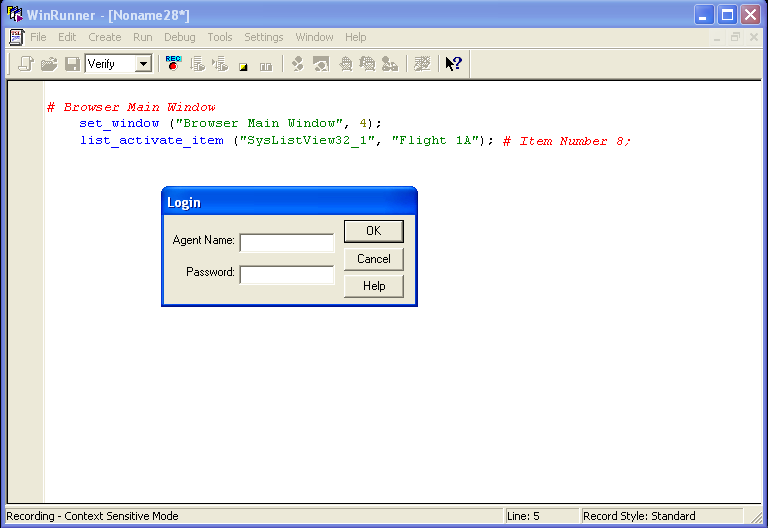 WinRunner - [Noname28*]
File Edit Create Run Debug Tools Settings Window Help
Verify REC
# Browser Main Window
set_window ("Browser Main Window", 4);
list_activate_item ("SysListView32_1", "Flight 1A"); # Item Number 8;
Login
Agent Name: OK
Cancel
Password:
Help
Recording - Context Sensitive Mode Line: 5 Record Style: Standard